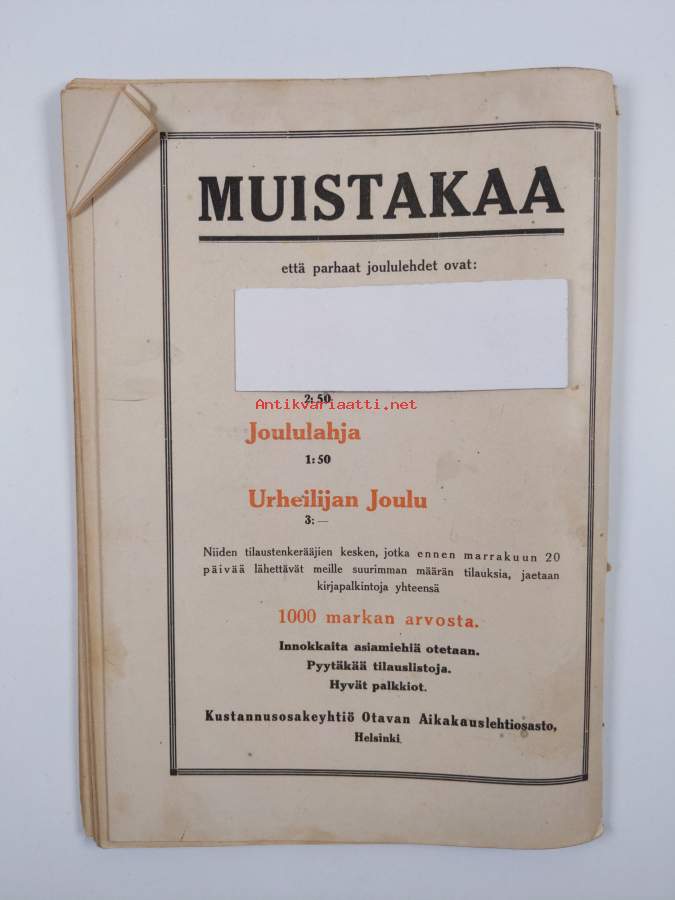 MUISTAKAA
että parhaat joululehdet ovat:
2:50
Antikvariaatti.net
Joululahja
1:50
Urheilijan Joulu
3: —
Niiden tilaustenkerääjien kesken, jotka ennen marrakuun 20
päivää lähettävät meille suurimman määrän tilauksia, jaetaan
kirjapalkintoja yhteensä
1000 markan arvosta.
Innokkaita asiamiehiä otetaan.
Pyytäkää tilauslistoja.
Hyvät palkkiot.
Kustannusosakeyhtiö Otavan Aikakauslehtiosasto,
Helsinki.